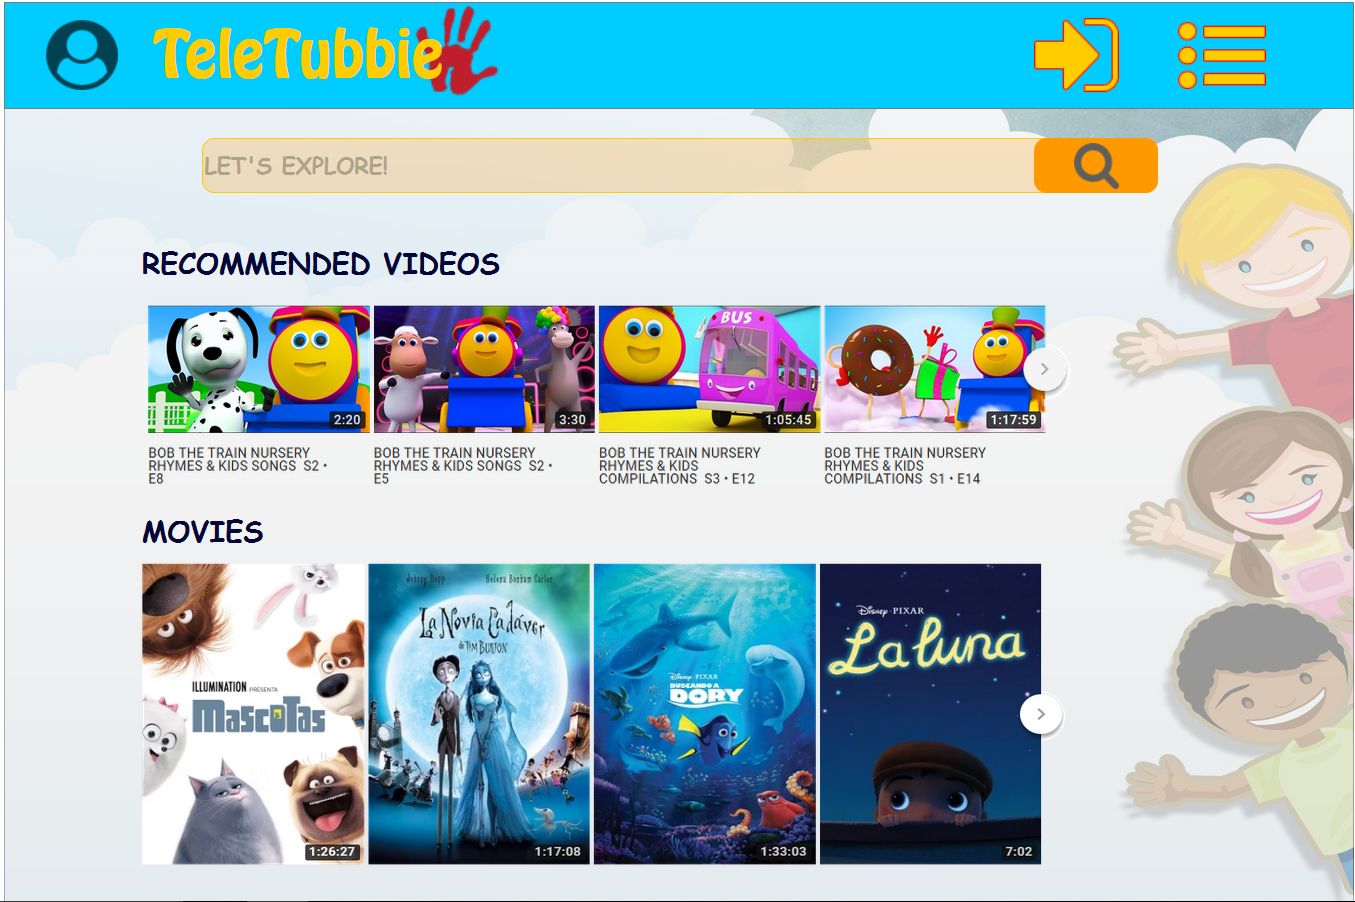 TeleTubbie
LET'S EXPLORE!
RECOMMENDED VIDEOS
BUS
2:20
3:30
1:05:45
1:17:59
BOB THE TRAIN NURSERY
RHYMES & KIDS SONGS S2 •
E8
BOB THE TRAIN NURSERY
RHYMES & KIDS SONGS S2 •
E5
BOB THE TRAIN NURSERY
RHYMES & KIDS
COMPILATIONS S3 • E12
BOB THE TRAIN NURSERY
RHYMES & KIDS
COMPILATIONS S1 • E14
MOVIES
ILLUMINATION PRESENTA
MASCOTAS
1:26:27
Johnny Depp Helena Bonham Carter
La Novia Cadáver
de TIM BURTON
1:17:08
Disney • PIXAR
BUSCANDO A
DORY
1:33:03
Disney • PIXAR
La luna
7:02